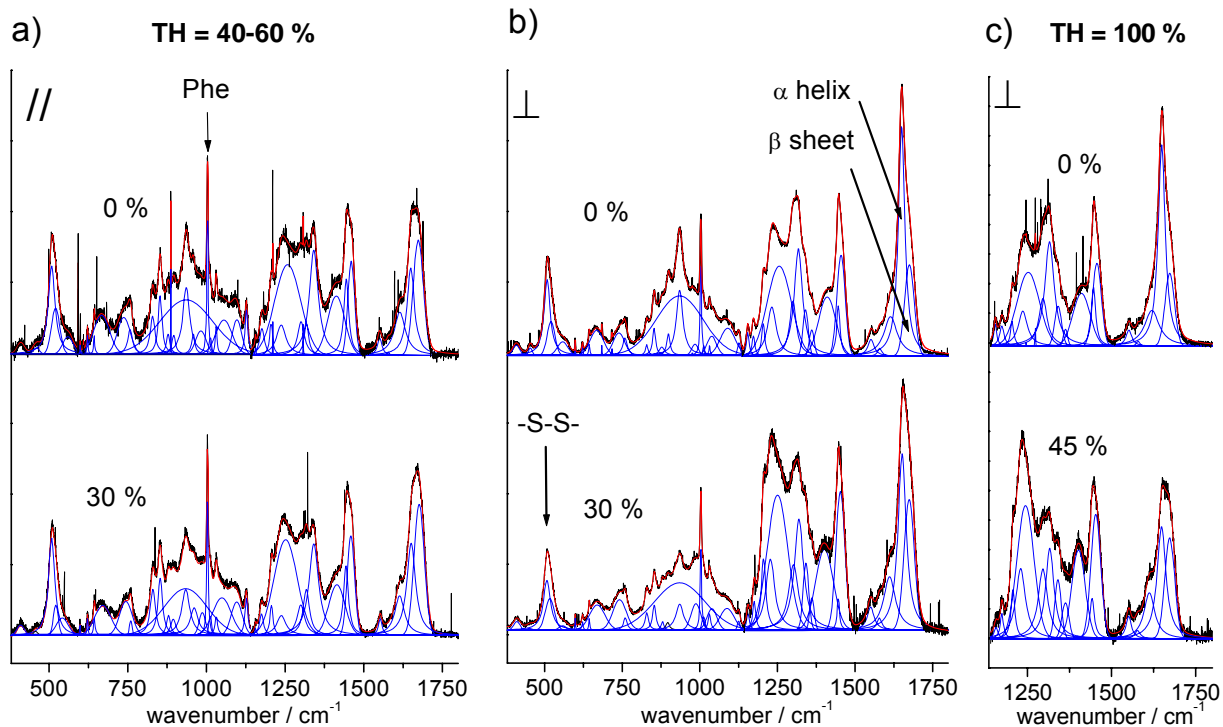 a)
TH = 40-60 %
//
Phe
0 %
30 %
500 750 1000 1250 1500 1750
wavenumber / cm⁻¹
b)
⊥
α helix
β sheet
0 %
-S-S-
30 %
500 750 1000 1250 1500 1750
wavenumber / cm⁻¹
c)
TH = 100 %
⊥
0 %
45 %
1250 1500 1750
wavenumber / cm⁻¹